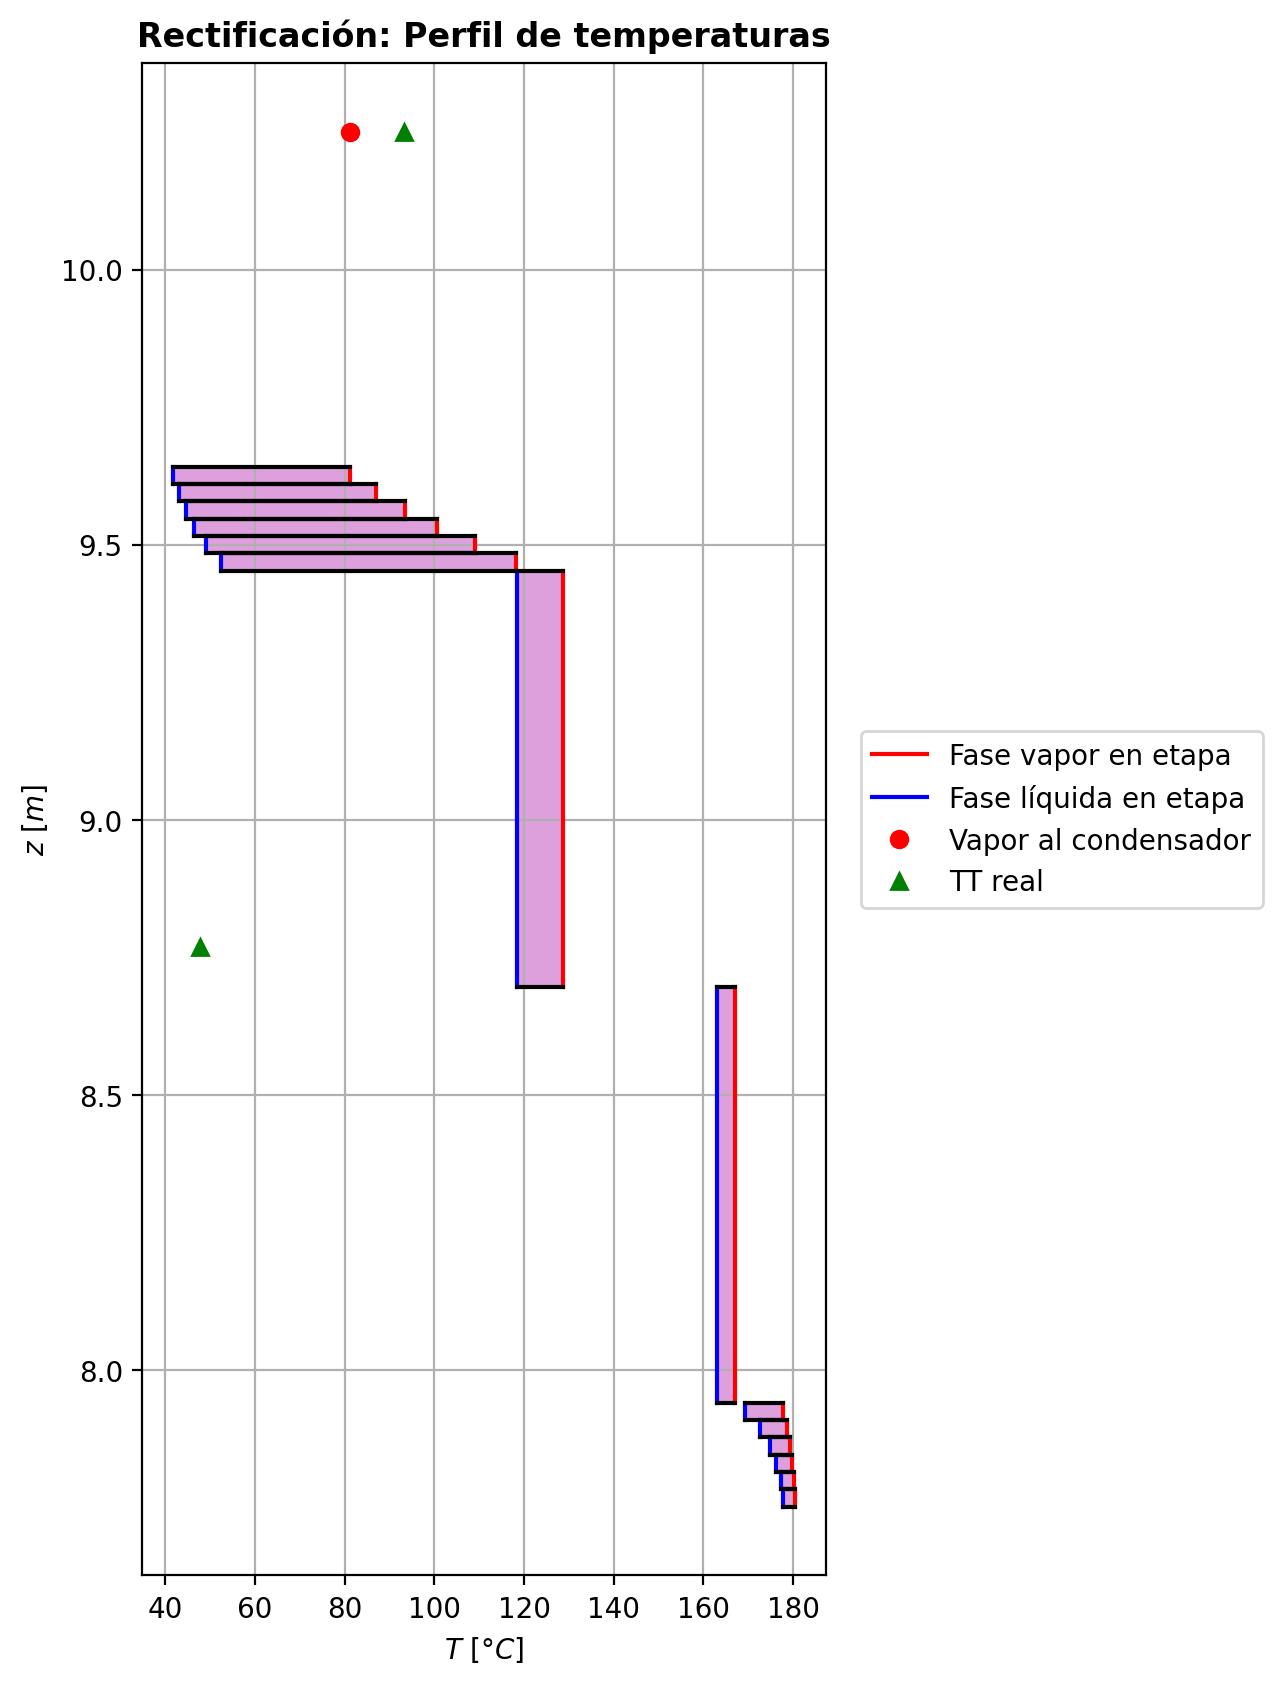 Rectificación: Perfil de temperaturas
10.0
9.5
9.0
8.5
8.0
z [m]
40 60 80 100 120 140 160 180
T [°C]
Fase vapor en etapa
Fase líquida en etapa
Vapor al condensador
TT real